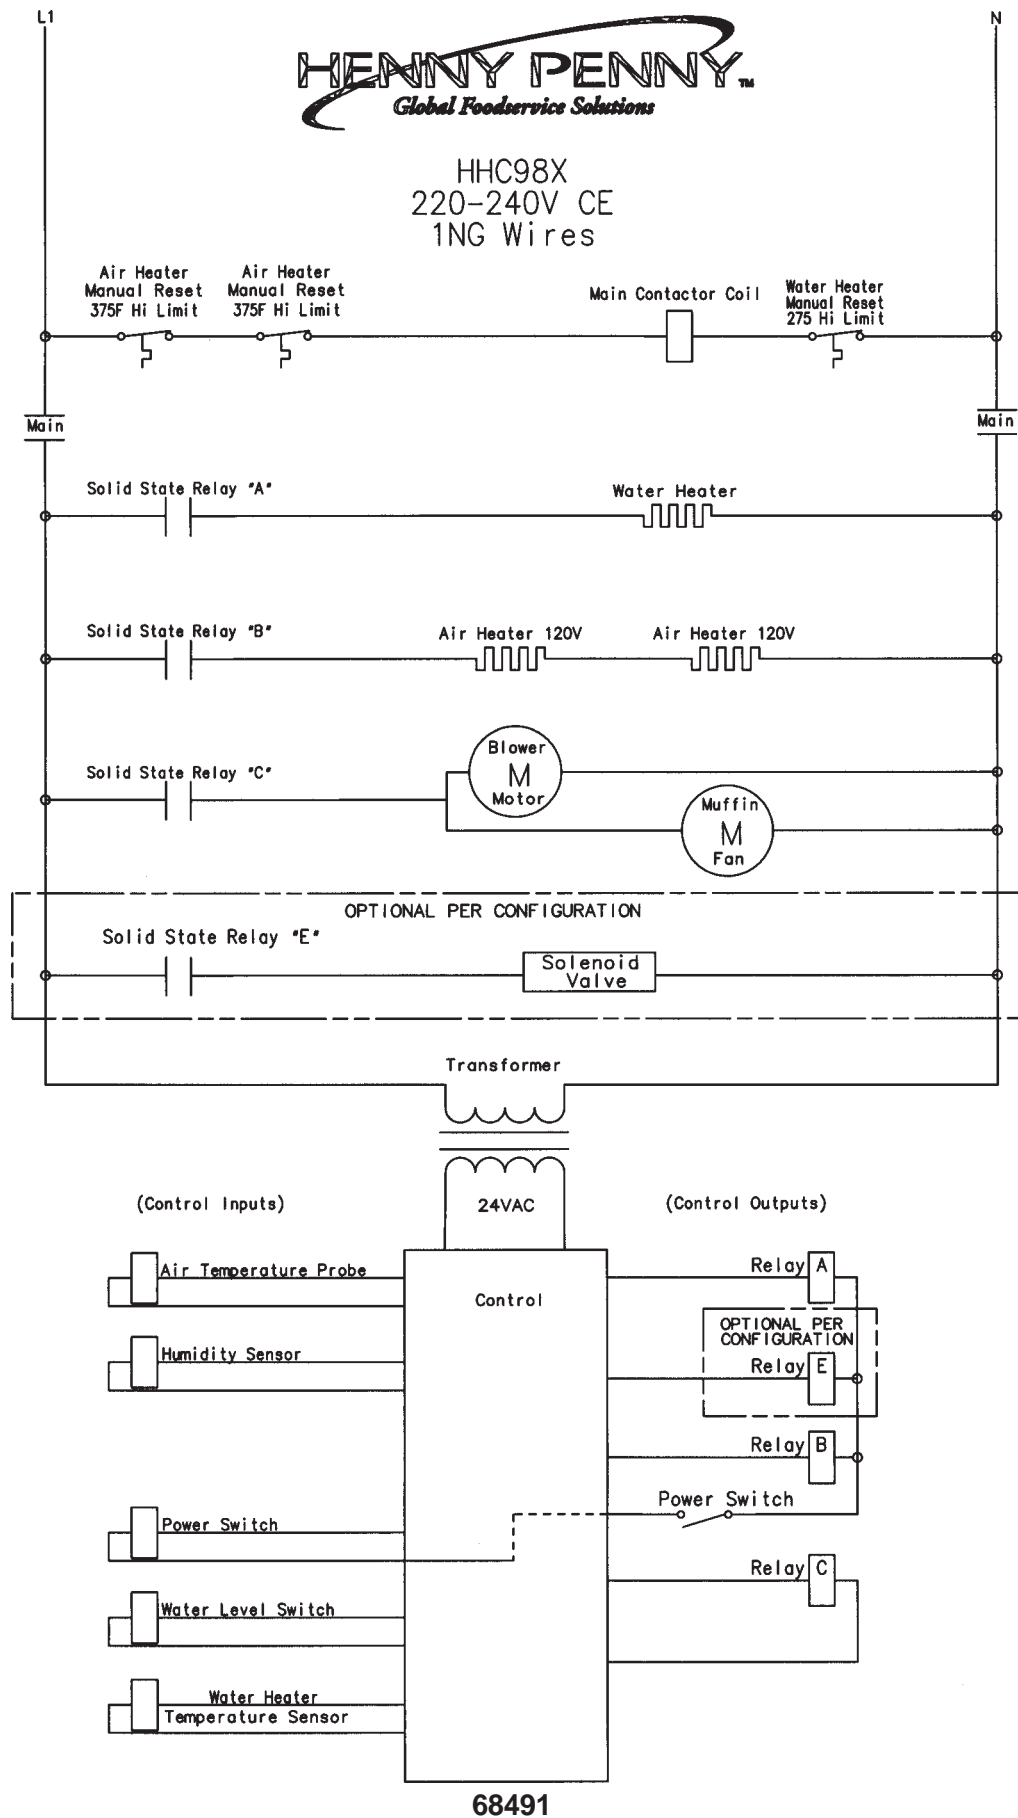 L1
N
HENNY PENNY™
Global Foodservice Solutions
HHC98X
220-240V CE
1NG Wires
Air Heater
Manual Reset
375F Hi Limit
Air Heater
Manual Reset
375F Hi Limit
Main Contactor Coil
Water Heater
Manual Reset
275 Hi Limit
Main
Main
Solid State Relay "A"
Water Heater
Solid State Relay "B"
Air Heater 120V
Air Heater 120V
Solid State Relay "C"
Blower
M
Motor
Muffin
M
Fan
OPTIONAL PER CONFIGURATION
Solid State Relay "E"
Solenoid
Valve
Transformer
24VAC
(Control Inputs)
(Control Outputs)
Air Temperature Probe
Control
Relay A
Humidity Sensor
OPTIONAL PER
CONFIGURATION
Relay E
Relay B
Power Switch
Power Switch
Relay C
Water Level Switch
Water Heater
Temperature Sensor
68491